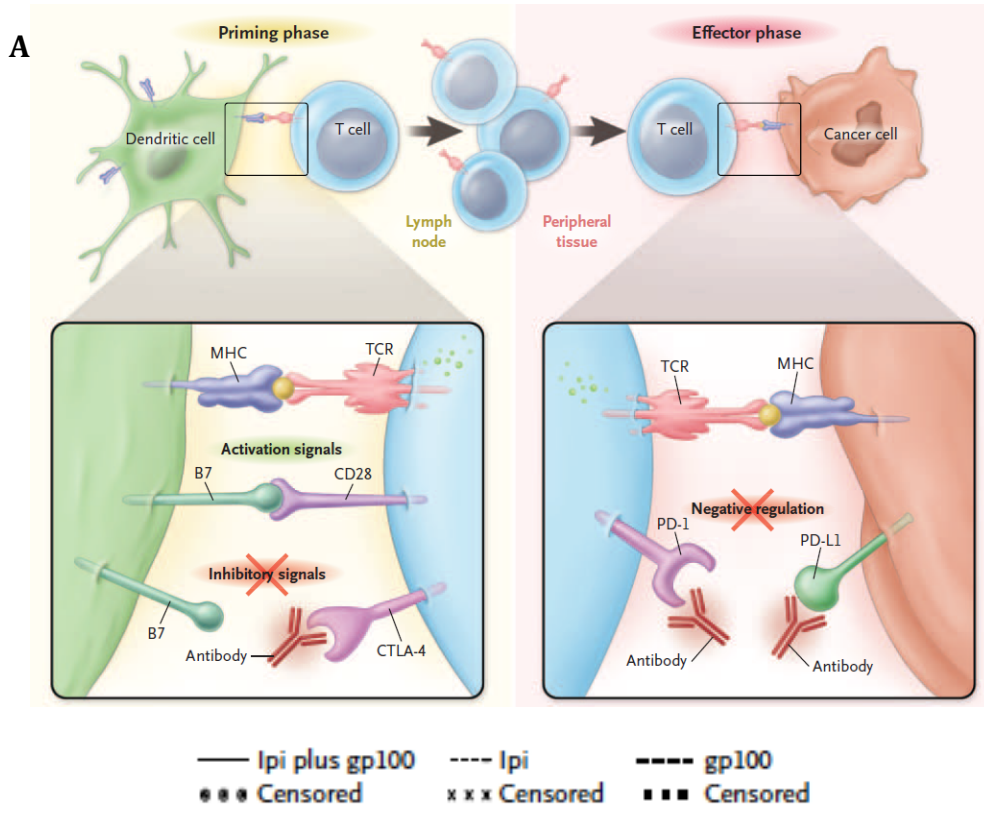 A
Priming phase
Effector phase
Dendritic cell
T cell
T cell
Cancer cell
Lymph
node
Peripheral
tissue
MHC
TCR
Activation signals
B7
CD28
Inhibitory signals
B7
Antibody
CTLA-4
TCR
MHC
Negative regulation
PD-1
PD-L1
Antibody
Antibody
Ipi plus gp100
Ipi
gp100
Censored
Censored
Censored